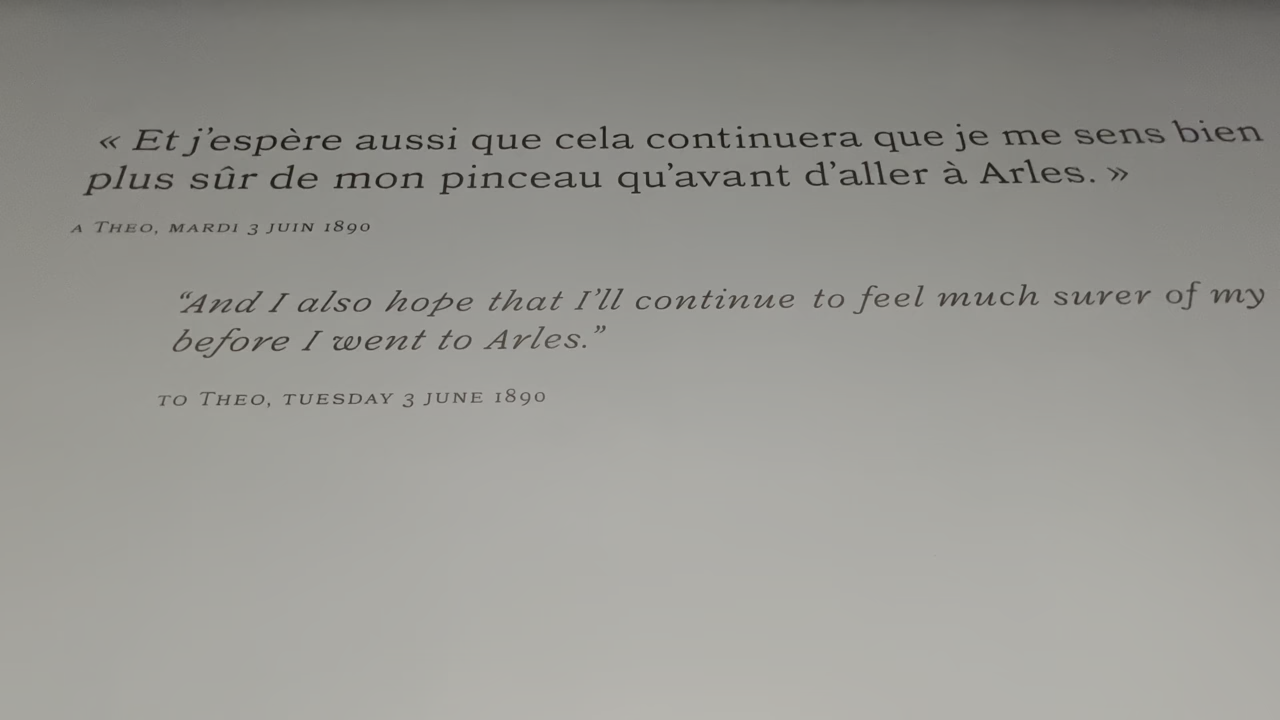 « Et j’espère aussi que cela continuera que je me sens bien
plus sûr de mon pinceau qu’avant d’aller à Arles. »
A THEO, MARDI 3 JUIN 1890
“And I also hope that I’ll continue to feel much surer of my
before I went to Arles.”
TO THEO, TUESDAY 3 JUNE 1890